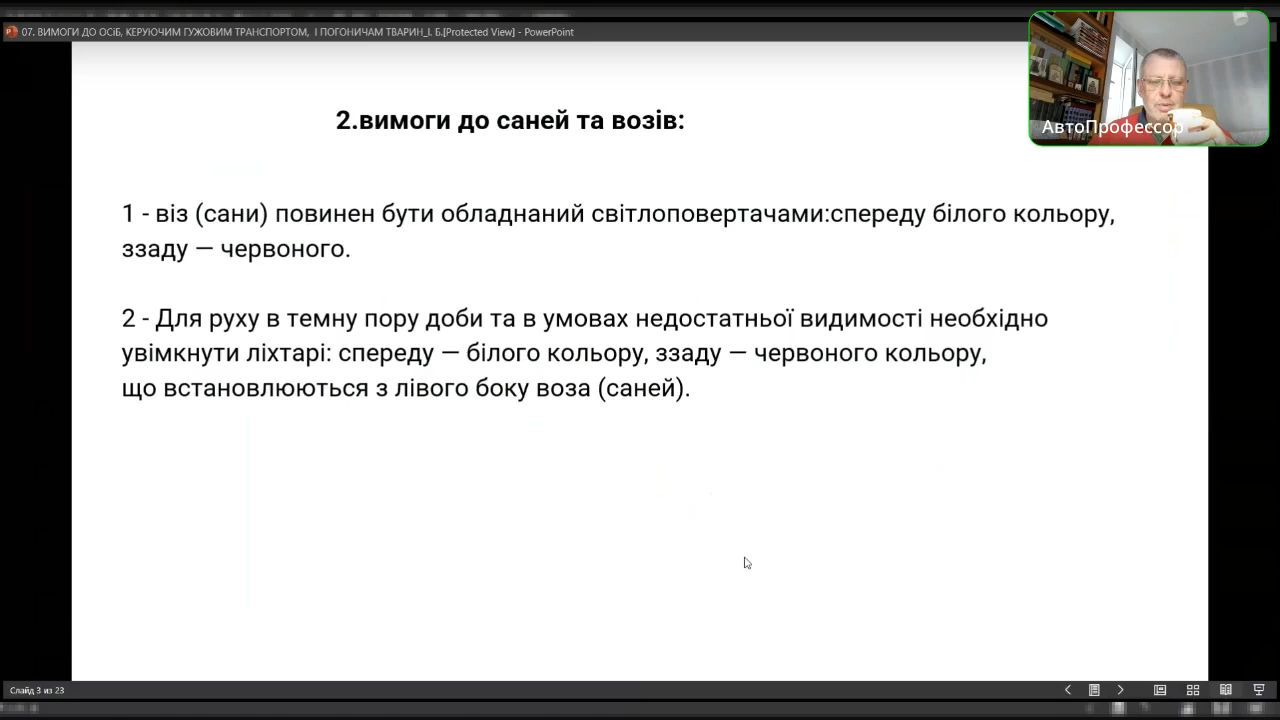 07. ВИМОГИ ДО ОСІБ, КЕРУЮЧИМ ГУЖОВИМ ТРАНСПОРТОМ, І ПОГОНИЧАМ ТВАРИН_І. Б.[Protected View] - PowerPoint
АвтоПрофессор
2.вимоги до саней та возів:
1 - віз (сани) повинен бути обладнаний світлоповертачами:спереду білого кольору,
ззаду — червоного.
2 - Для руху в темну пору доби та в умовах недостатньої видимості необхідно
увімкнути ліхтарі: спереду — білого кольору, ззаду — червоного кольору,
що встановлюються з лівого боку воза (саней).
Слайд 3 из 23